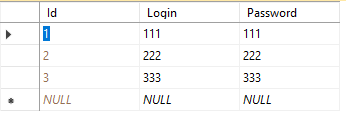 Id Login Password
1 111 111
2 222 222
3 333 333
NULL NULL NULL